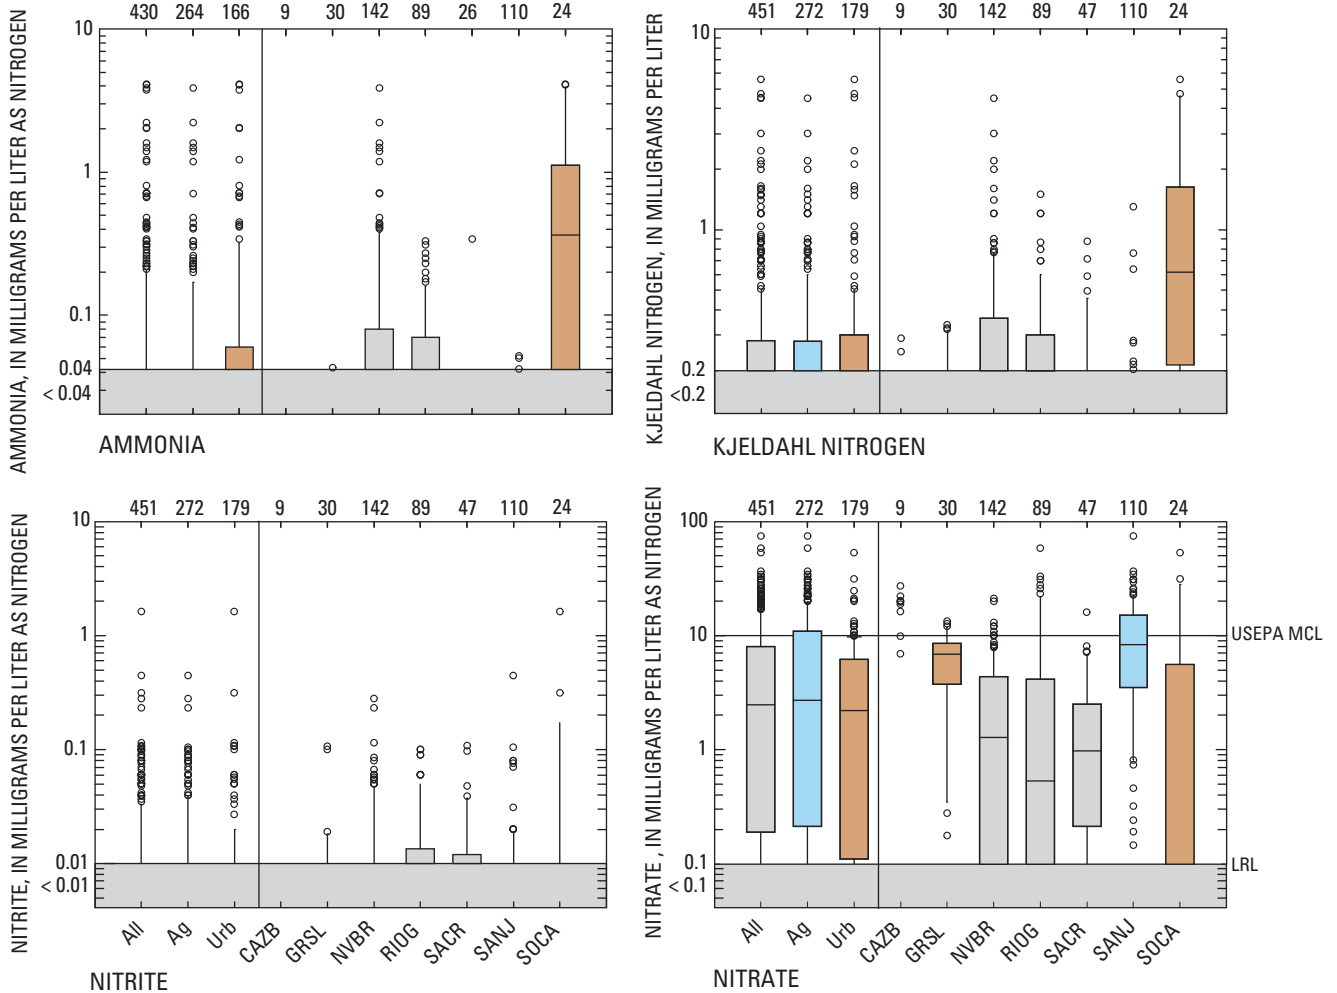 430 264 166 9 30 142 89 26 110 24
AMMONIA, IN MILLIGRAMS PER LITER AS NITROGEN
10
1
0.1
0.04
< 0.04
AMMONIA
451 272 179 9 30 142 89 47 110 24
KJELDAHL NITROGEN, IN MILLIGRAMS PER LITER
10
1
0.2
<0.2
KJELDAHL NITROGEN
451 272 179 9 30 142 89 47 110 24
NITRITE, IN MILLIGRAMS PER LITER AS NITROGEN
10
1
0.1
0.01
< 0.01
All Ag Urb CAZB GRSL NVBR RIOG SACR SANJ SOCA
NITRITE
451 272 179 9 30 142 89 47 110 24
NITRATE , IN MILLIGRAMS PER LITER AS NITROGEN
100
10
1
0.1
< 0.1
USEPA MCL
LRL
All Ag Urb CAZB GRSL NVBR RIOG SACR SANJ SOCA
NITRATE